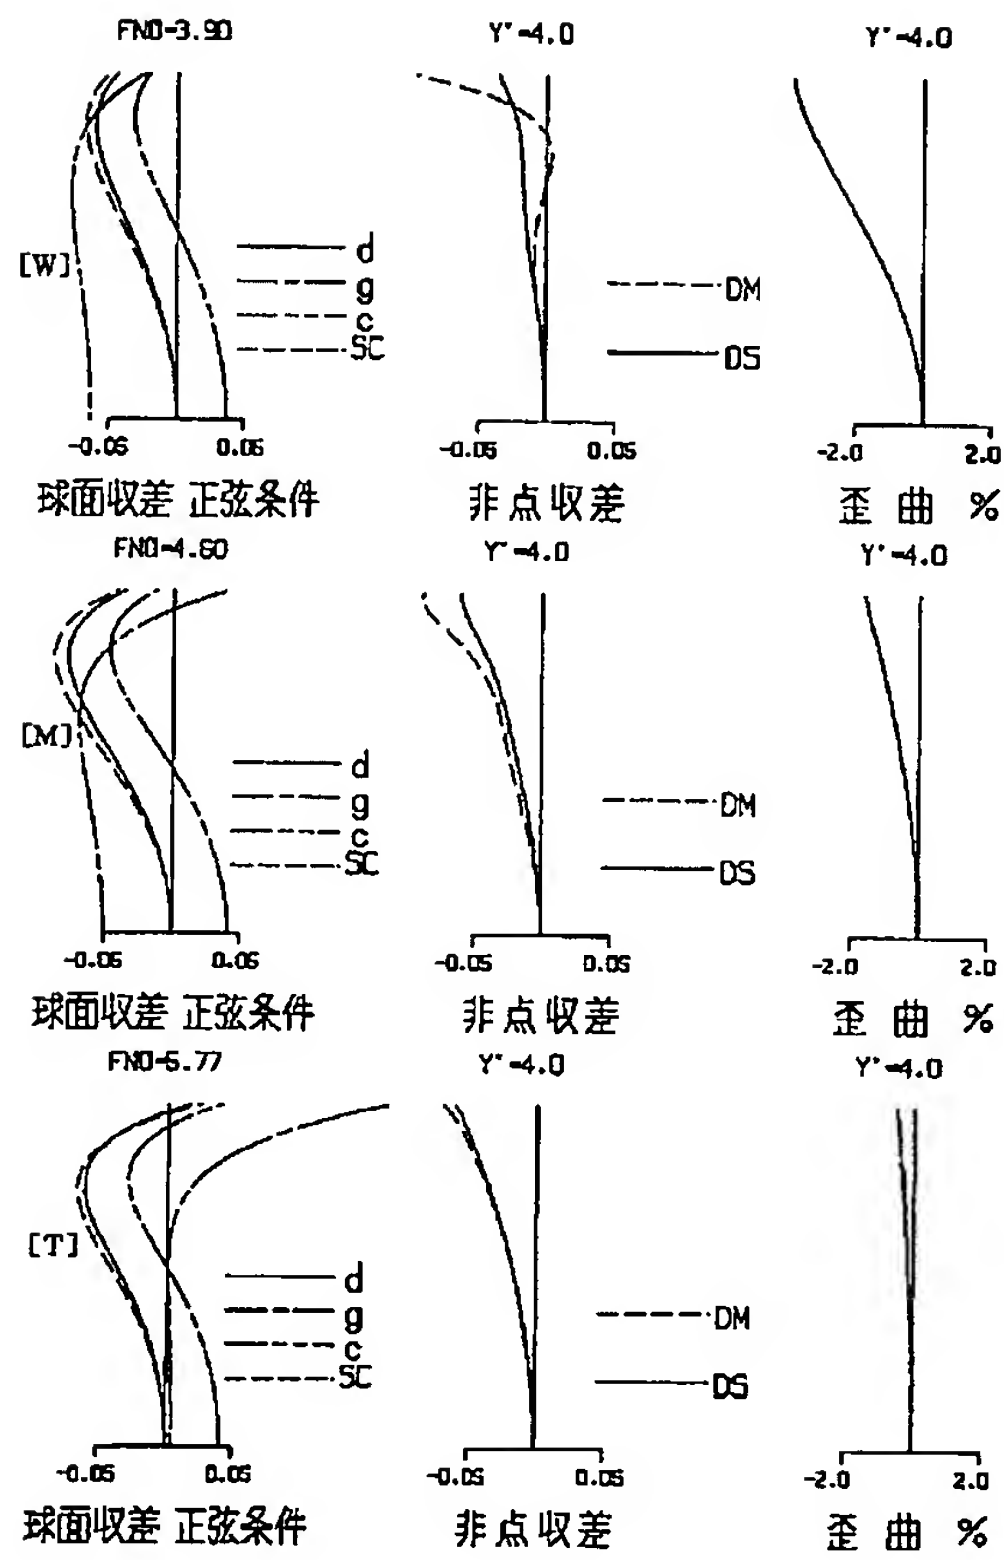 FNO=3.90 Y'=4.0 Y'=4.0
[W]
d
g
c
SC
DM
DS
-0.05 0.05 -0.05 0.05 -2.0 2.0
球面収差 正弦条件 非点収差 歪曲 %
FNO=4.60 Y'=4.0 Y'=4.0
[M]
d
g
c
SC
DM
DS
-0.05 0.05 -0.05 0.05 -2.0 2.0
球面収差 正弦条件 非点収差 歪曲 %
FNO=5.77 Y'=4.0 Y'=4.0
[T]
d
g
c
SC
DM
DS
-0.05 0.05 -0.05 0.05 -2.0 2.0
球面収差 正弦条件 非点収差 歪曲 %